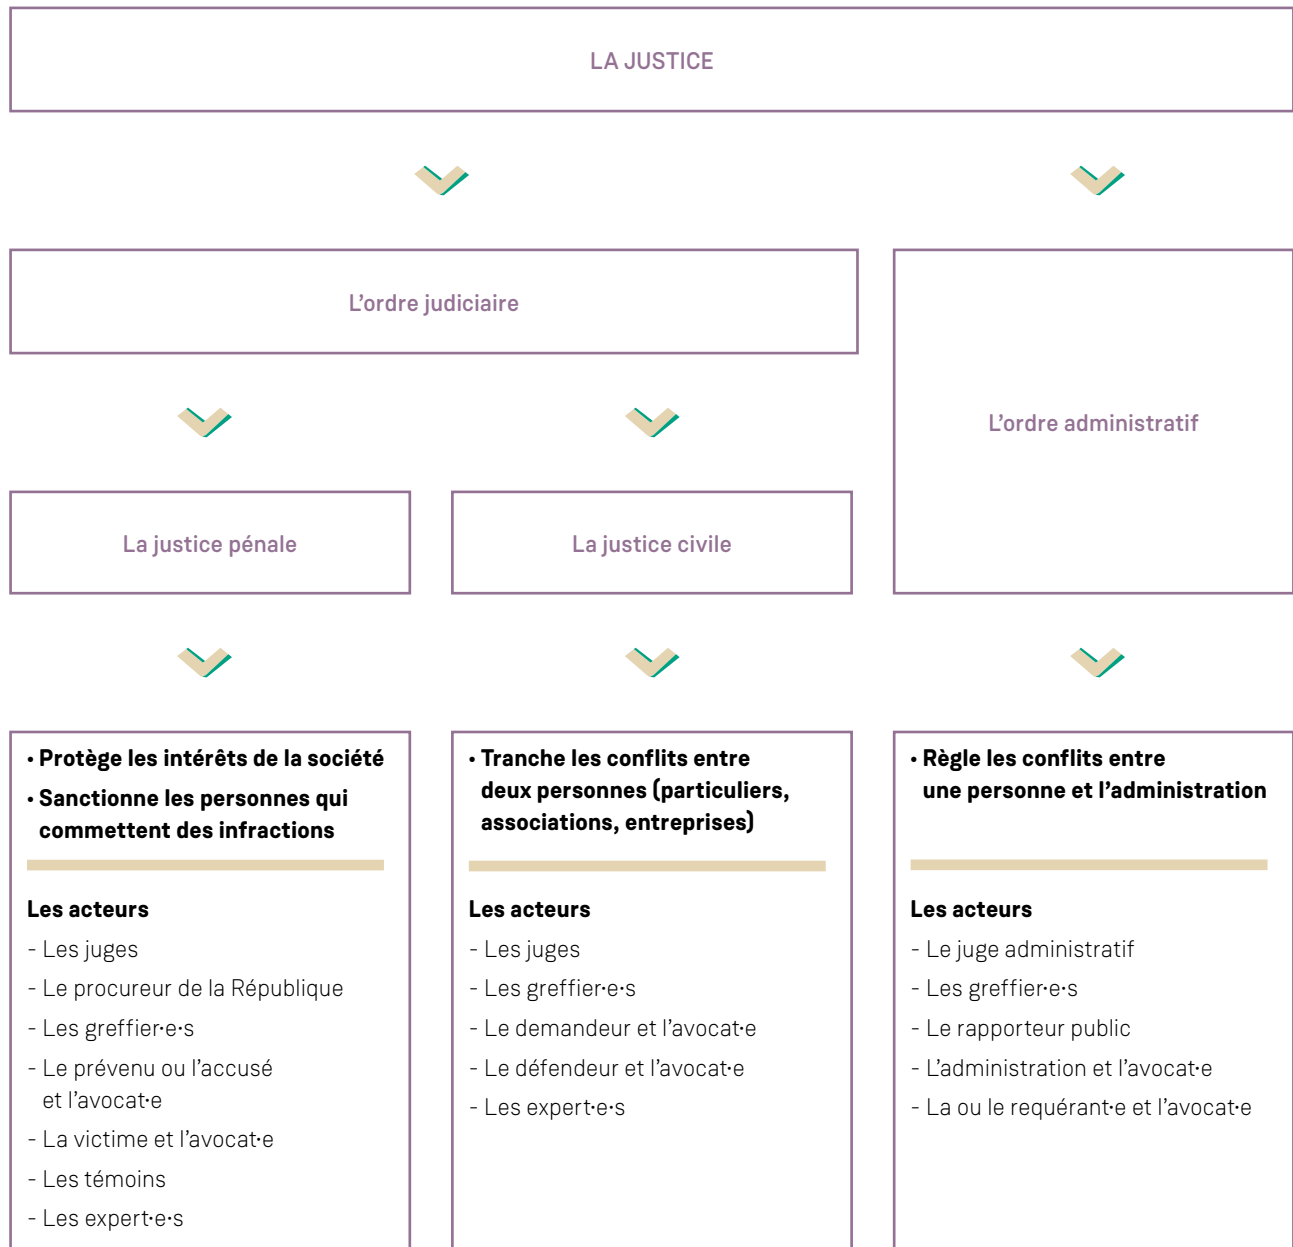 LA JUSTICE
L’ordre judiciaire
L’ordre administratif
La justice pénale
La justice civile
• Protège les intérêts de la société
• Sanctionne les personnes qui
commettent des infractions
Les acteurs
- Les juges
- Le procureur de la République
- Les greffier·e·s
- Le prévenu ou l’accusé
et l’avocat·e
- La victime et l’avocat·e
- Les témoins
- Les expert·e·s
• Tranche les conflits entre
deux personnes (particuliers,
associations, entreprises)
Les acteurs
- Les juges
- Les greffier·e·s
- Le demandeur et l’avocat·e
- Le défendeur et l’avocat·e
- Les expert·e·s
• Règle les conflits entre
une personne et l’administration
Les acteurs
- Le juge administratif
- Les greffier·e·s
- Le rapporteur public
- L’administration et l’avocat·e
- La ou le requérant·e et l’avocat·e